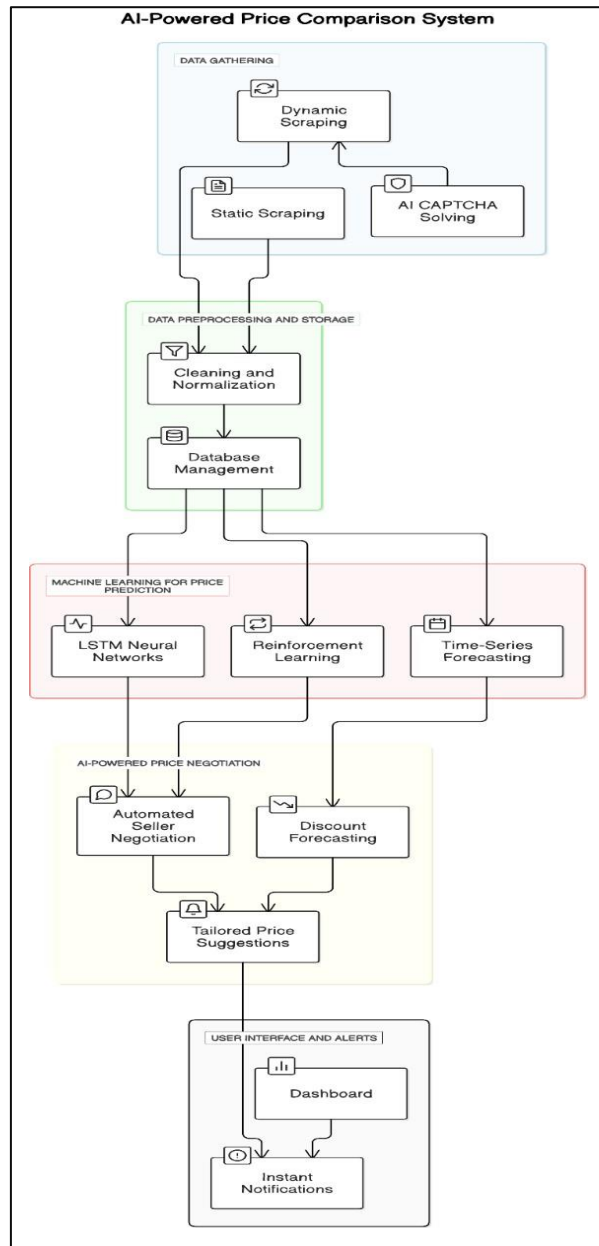 AI-Powered Price Comparison System
DATA GATHERING
Dynamic
Scraping
Static Scraping
AI CAPTCHA
Solving
DATA PREPROCESSING AND STORAGE
Cleaning and
Normalization
Database
Management
MACHINE LEARNING FOR PRICE
PREDICTION
LSTM Neural
Networks
Reinforcement
Learning
Time-Series
Forecasting
AI-POWERED PRICE NEGOTIATION
Automated
Seller
Negotiation
Discount
Forecasting
Tailored Price
Suggestions
USER INTERFACE AND ALERTS
Dashboard
Instant
Notifications